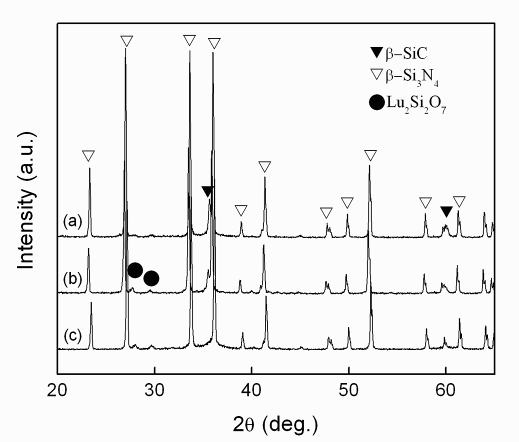 β−SiC
β−Si₃N₄
Lu₂Si₂O₇
Intensity (a.u.)
(a)
(b)
(c)
20 30 40 50 60
2θ (deg.)